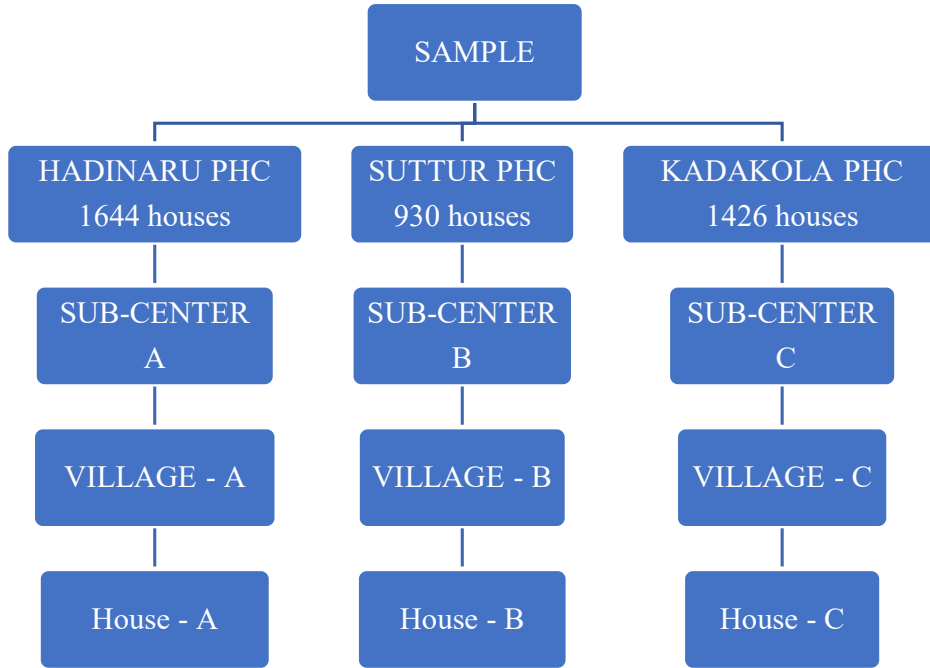 SAMPLE
HADINARU PHC
1644 houses
SUTTUR PHC
930 houses
KADAKOLA PHC
1426 houses
SUB-CENTER
A
SUB-CENTER
B
SUB-CENTER
C
VILLAGE - A
VILLAGE - B
VILLAGE - C
House - A
House - B
House - C